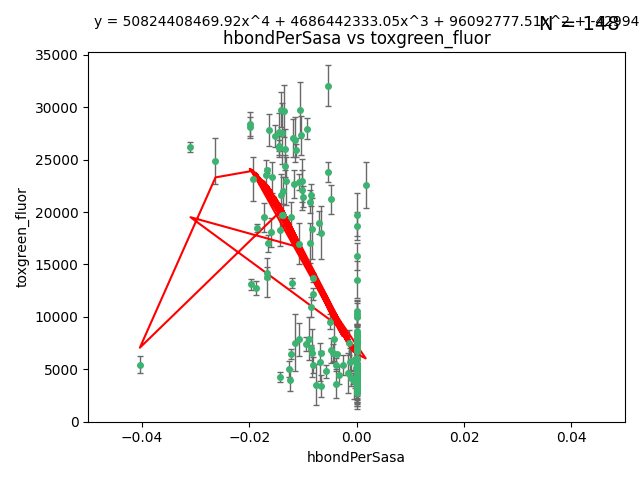 y = 50824408469.92x^4 + 4686442333.05x^3 + 96092777.51x^2 +
N = 148
hbondPerSasa vs toxgreen_fluor
35000
30000
25000
20000
15000
10000
5000
0
toxgreen_fluor
−0.04
−0.02
0.00
0.02
0.04
hbondPerSasa